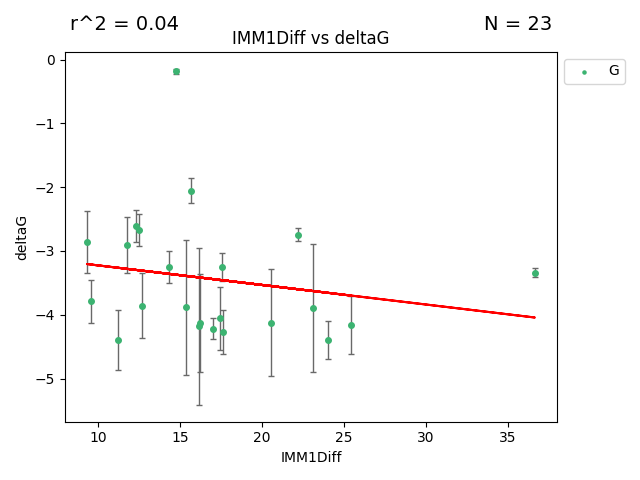 r^2 = 0.04
N = 23
IMM1Diff vs deltaG
G
0
−1
−2
−3
−4
−5
deltaG
10 15 20 25 30 35
IMM1Diff